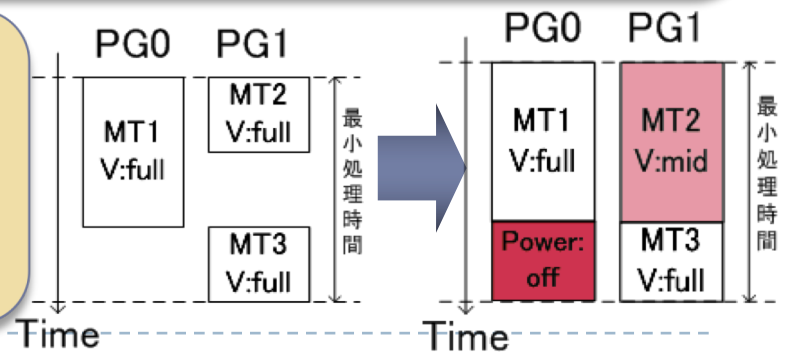 PG0 PG1
MT1
V:full
MT2
V:full
MT3
V:full
最小処理時間
Time
PG0 PG1
MT1
V:full
MT2
V:mid
Power:
off
MT3
V:full
最小処理時間
Time